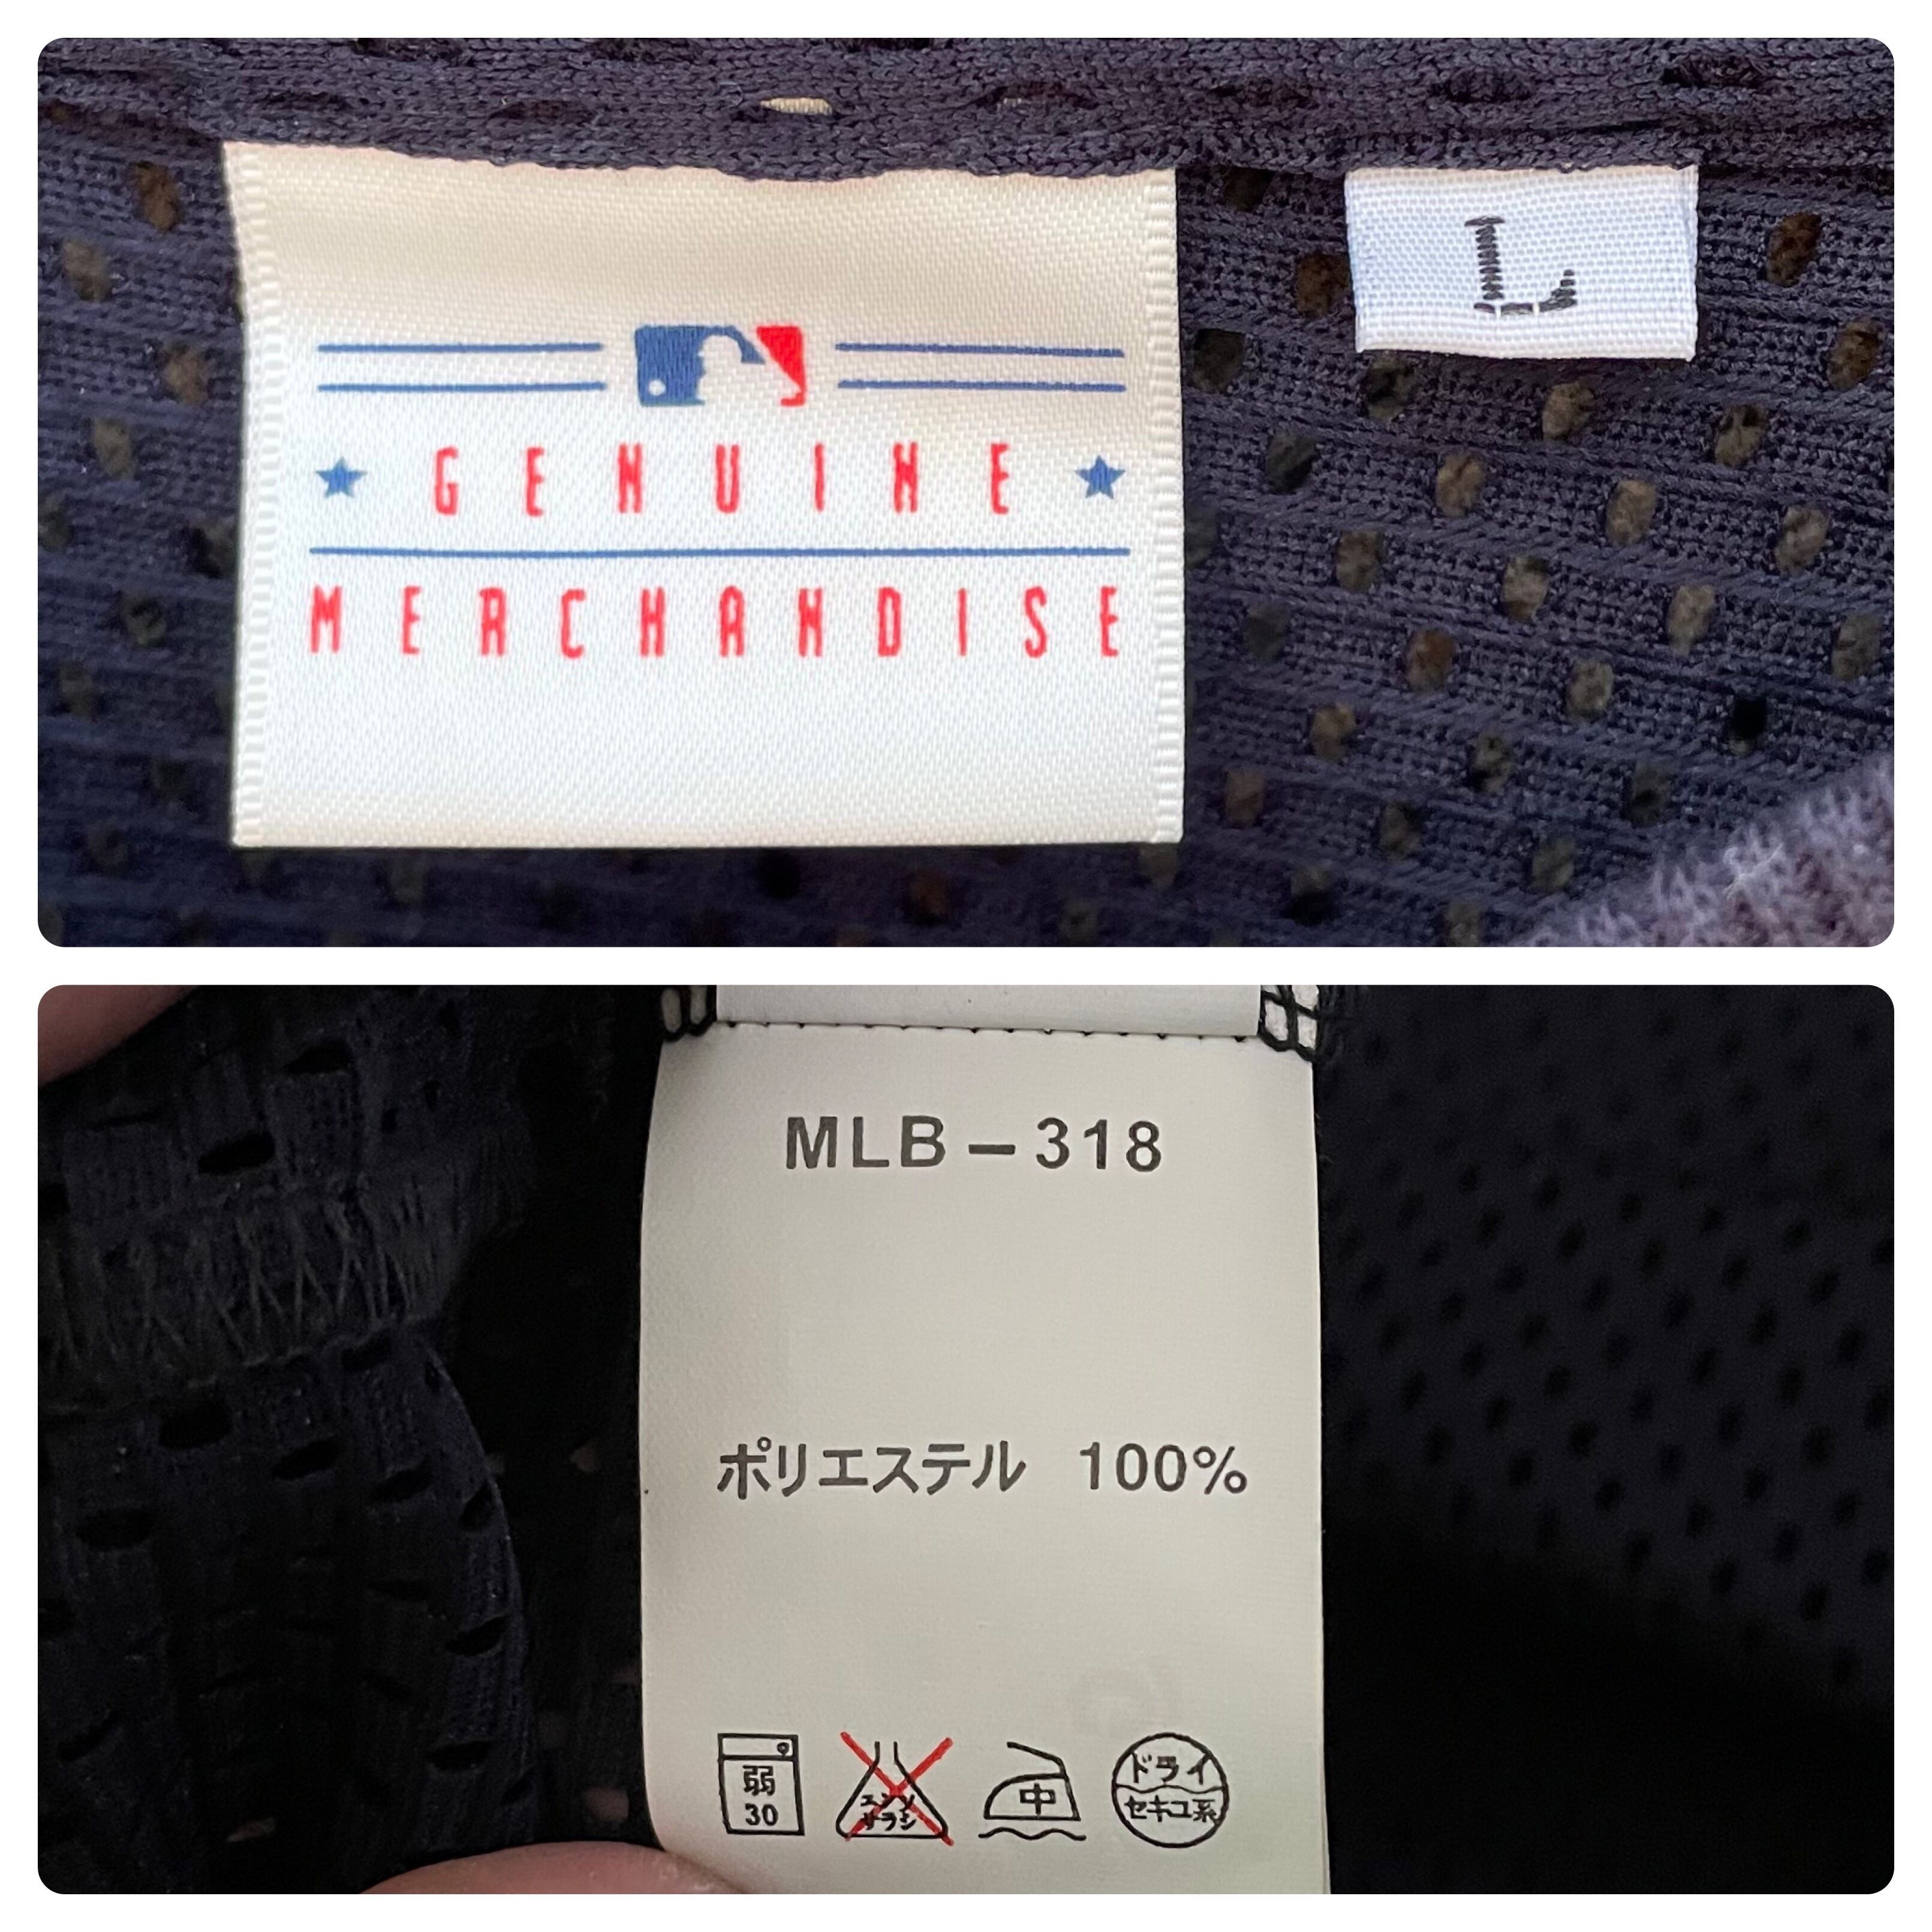 GENUINE
MERCHANDISE
L
MLB-318
ポリエステル 100%
弱
30
エンソ
サラシ
中
ドライ
セキユ系